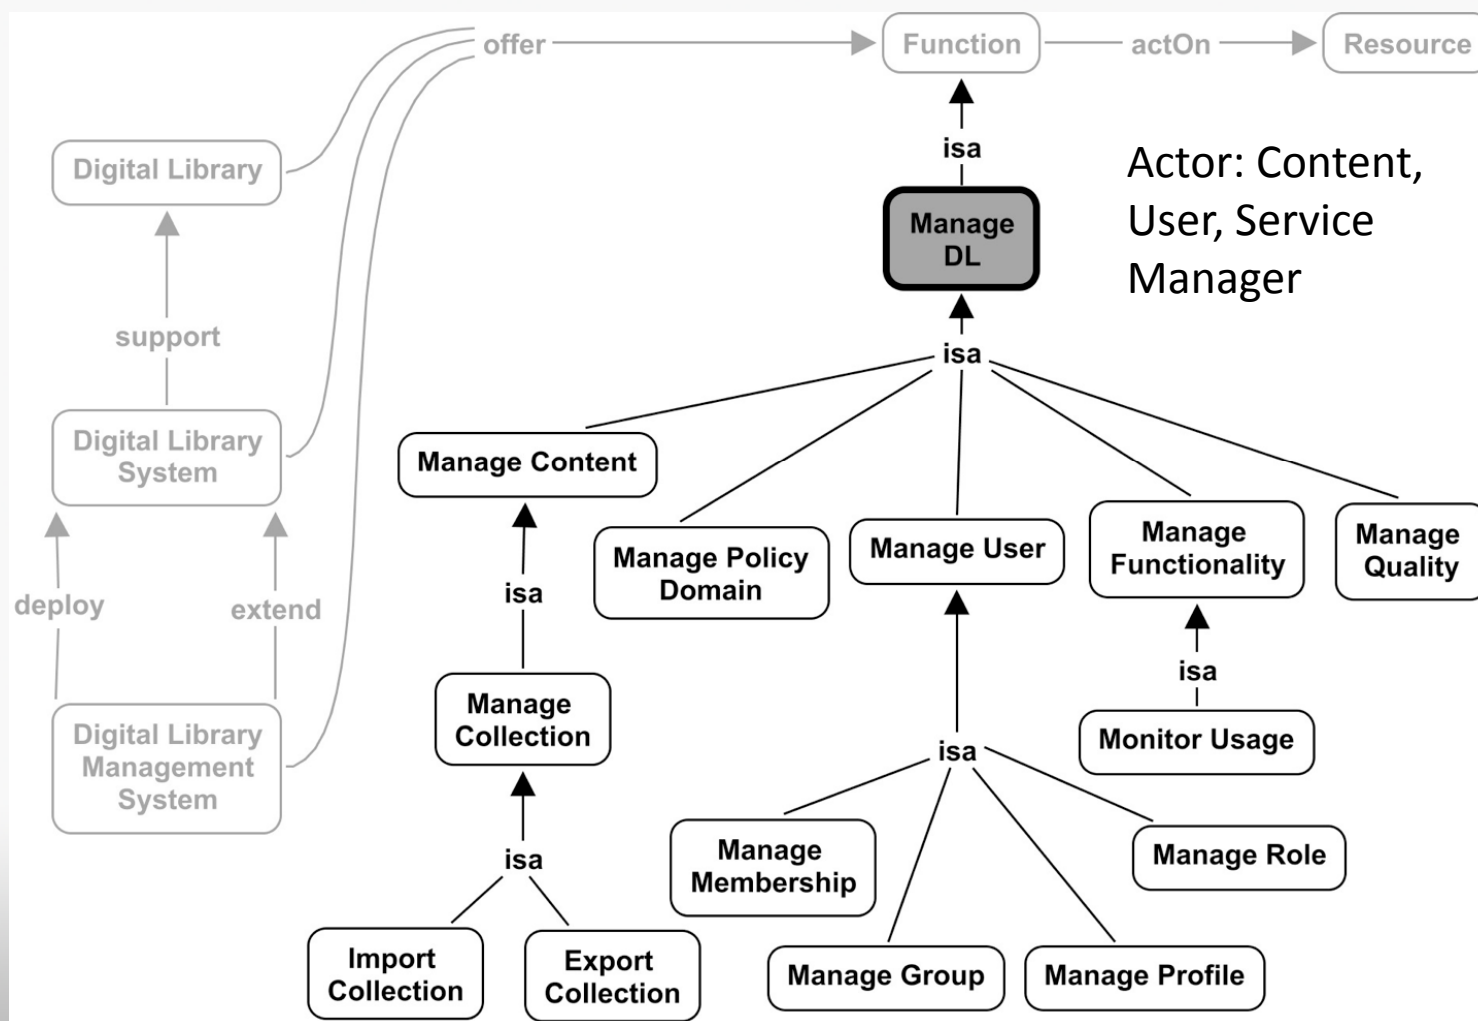 offer
Function
actOn
Resource
isa
Digital Library
Actor: Content,
User, Service
Manager
Manage
DL
support
isa
Digital Library
System
Manage Content
Manage Policy
Domain
Manage User
Manage
Functionality
Manage
Quality
deploy
extend
isa
isa
Manage
Collection
Monitor Usage
Digital Library
Management
System
isa
isa
Manage
Membership
Manage Role
Import
Collection
Export
Collection
Manage Group
Manage Profile